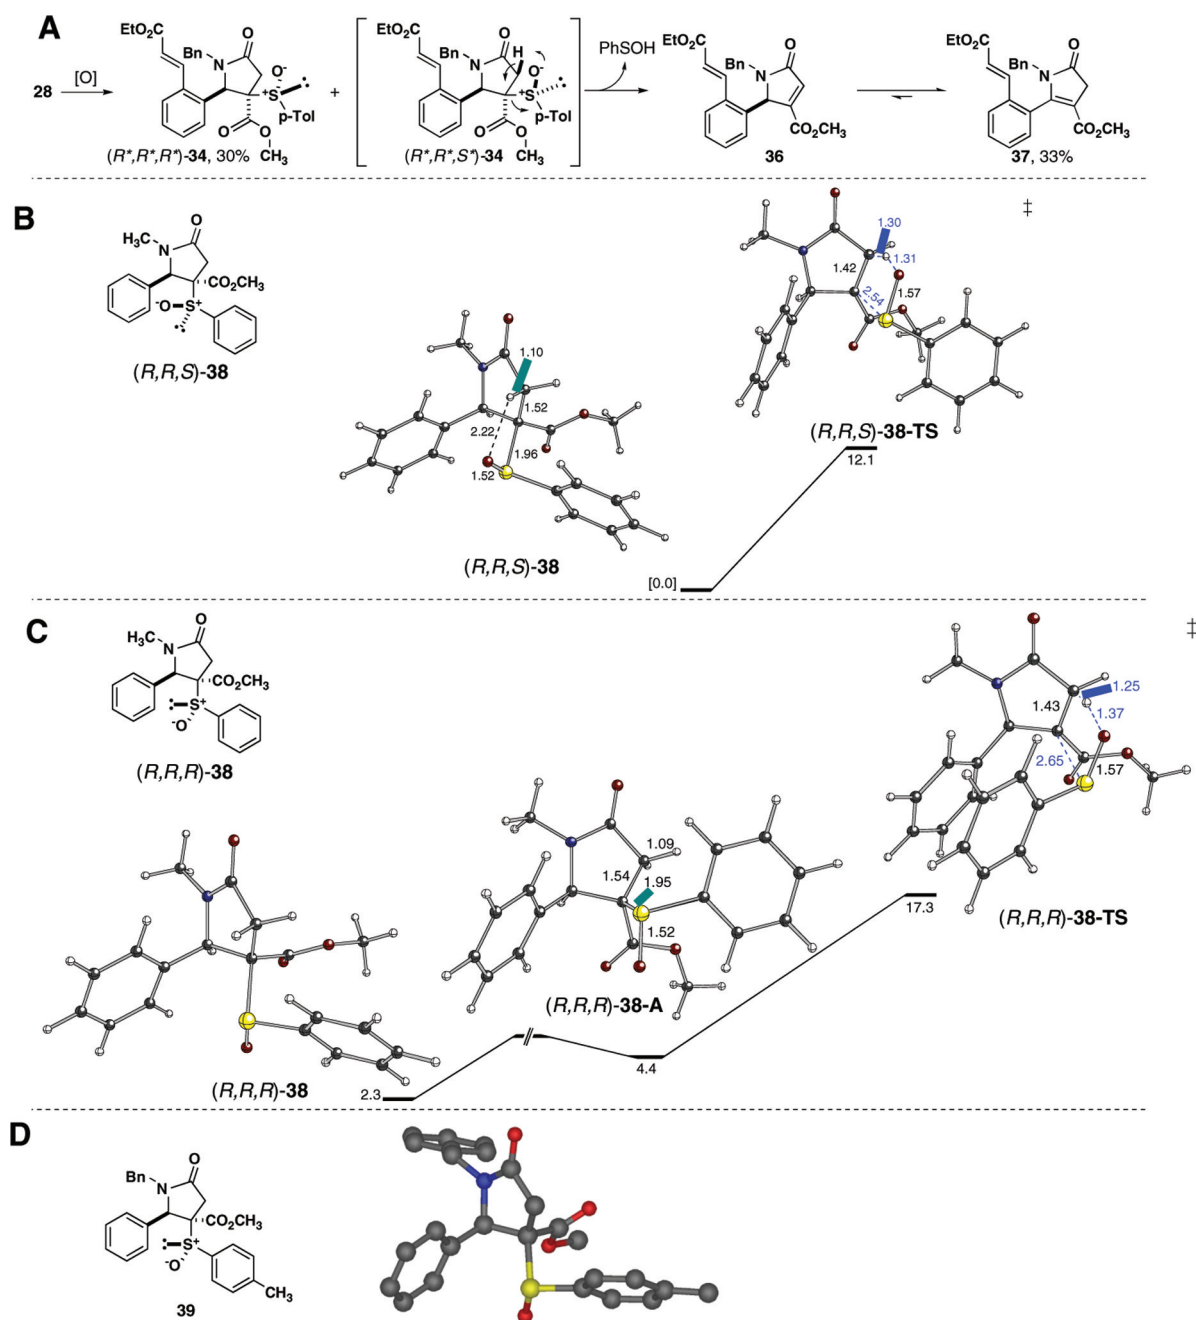 A
EtO₂C
Bn
N
O
O⁻
+S
p-Tol
28
[O]
O
O
CH₃
(R*,R*,R*)-34, 30%
+
EtO₂C
Bn
N
O
H
O⁻
+S
p-Tol
O
O
CH₃
(R*,R*,S*)-34
PhSOH
EtO₂C
Bn
N
O
CO₂CH₃
36
EtO₂C
Bn
N
O
CO₂CH₃
37, 33%
B
O
H₃C
N
CO₂CH₃
⁻O
S⁺
(R,R,S)-38
1.10
1.52
2.22
1.96
1.52
(R,R,S)-38
‡
1.30
1.31
1.42
2.54
1.57
(R,R,S)-38-TS
12.1
[0.0]
C
O
H₃C
N
CO₂CH₃
S⁺
⁻O
(R,R,R)-38
(R,R,R)-38
2.3
1.09
1.54
1.95
1.52
(R,R,R)-38-A
4.4
‡
1.25
1.43
1.37
2.65
1.57
17.3
(R,R,R)-38-TS
D
O
Bn
N
CO₂CH₃
S⁺
⁻O
CH₃
39